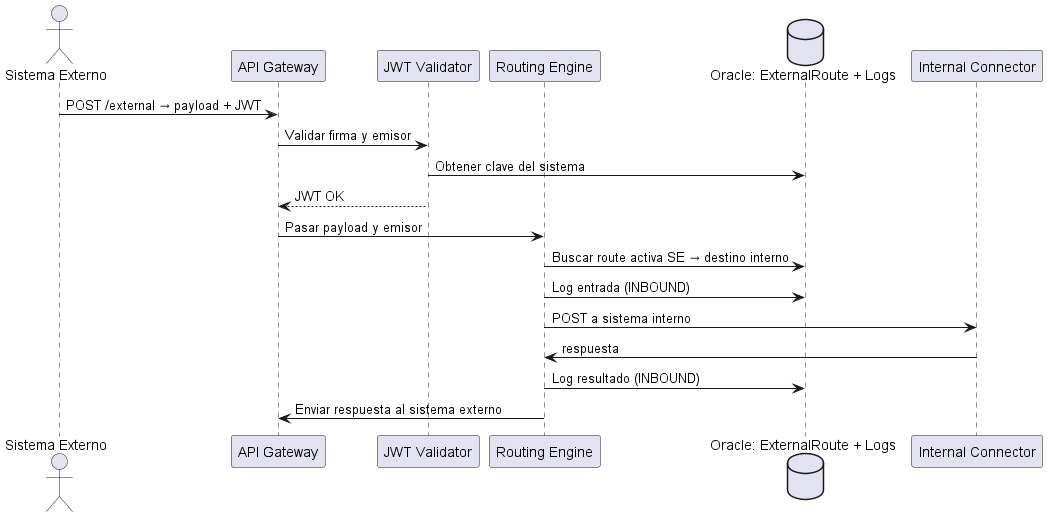 Sistema Externo
API Gateway
JWT Validator
Routing Engine
Oracle: ExternalRoute + Logs
Internal Connector
POST /external → payload + JWT
Validar firma y emisor
Obtener clave del sistema
JWT OK
Pasar payload y emisor
Buscar route activa SE → destino interno
Log entrada (INBOUND)
POST a sistema interno
respuesta
Log resultado (INBOUND)
Enviar respuesta al sistema externo
Sistema Externo
API Gateway
JWT Validator
Routing Engine
Oracle: ExternalRoute + Logs
Internal Connector